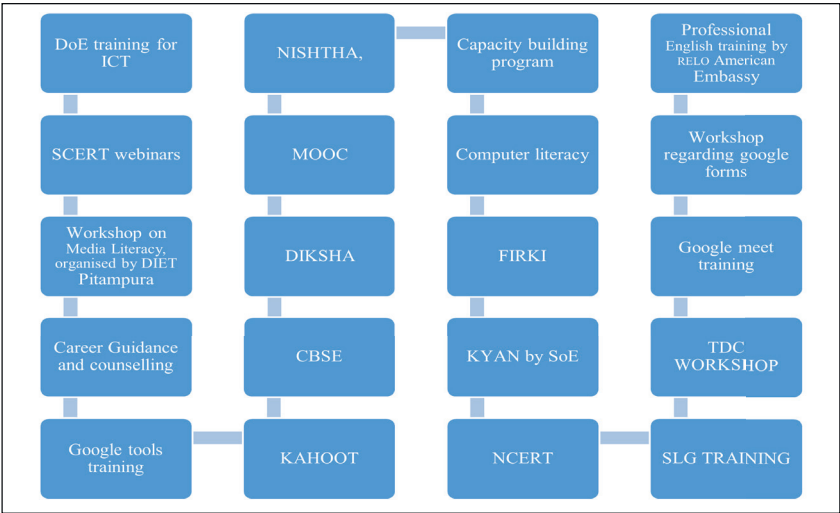 DoE training for
ICT
SCERT webinars
Workshop on
Media Literacy,
organised by DIET
Pitampura
Career Guidance
and counselling
Google tools
training
KAHOOT
CBSE
DIKSHA
MOOC
NISHTHA,
Capacity building
program
Computer literacy
FIRKI
KYAN by SoE
NCERT
SLG TRAINING
TDC
WORKSHOP
Google meet
training
Workshop
regarding google
forms
Professional
English training by
RELO American
Embassy